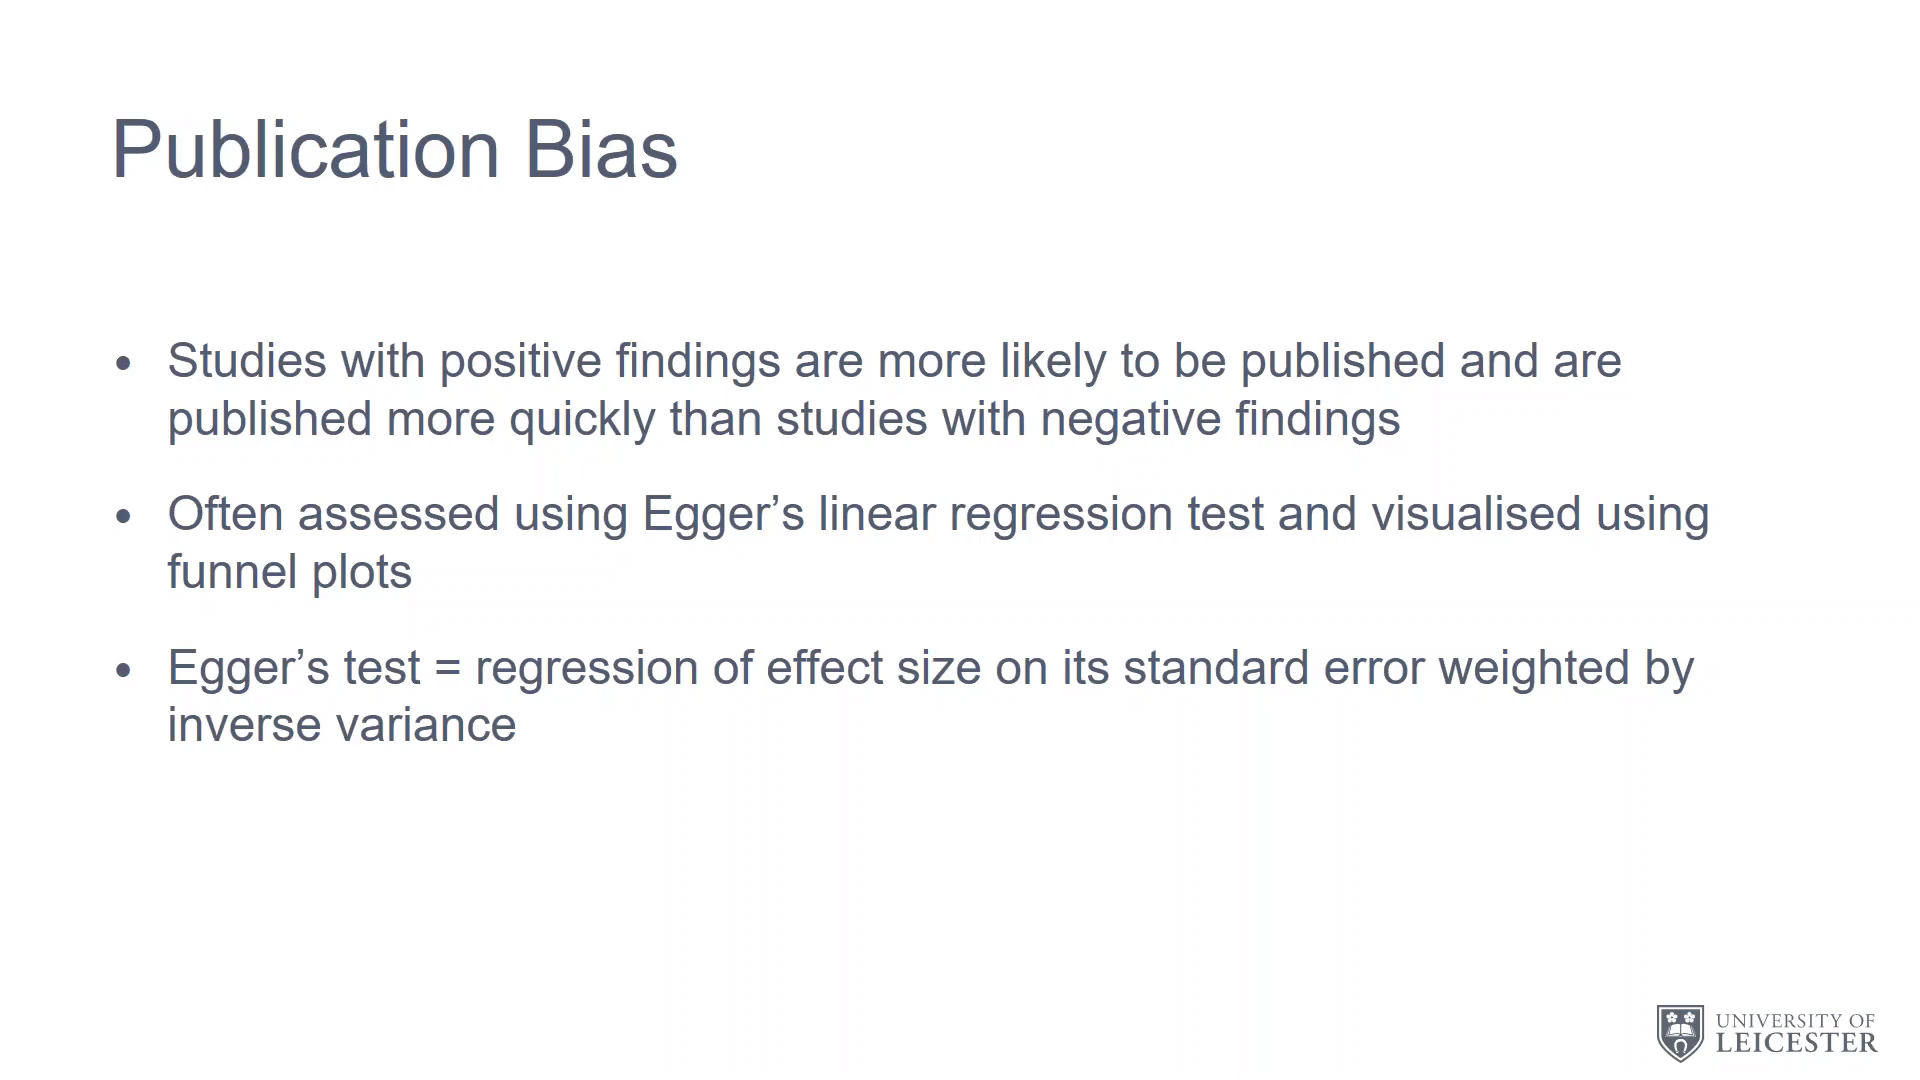 Publication Bias
• Studies with positive findings are more likely to be published and are
published more quickly than studies with negative findings
• Often assessed using Egger’s linear regression test and visualised using
funnel plots
• Egger’s test = regression of effect size on its standard error weighted by
inverse variance
UNIVERSITY OF
LEICESTER